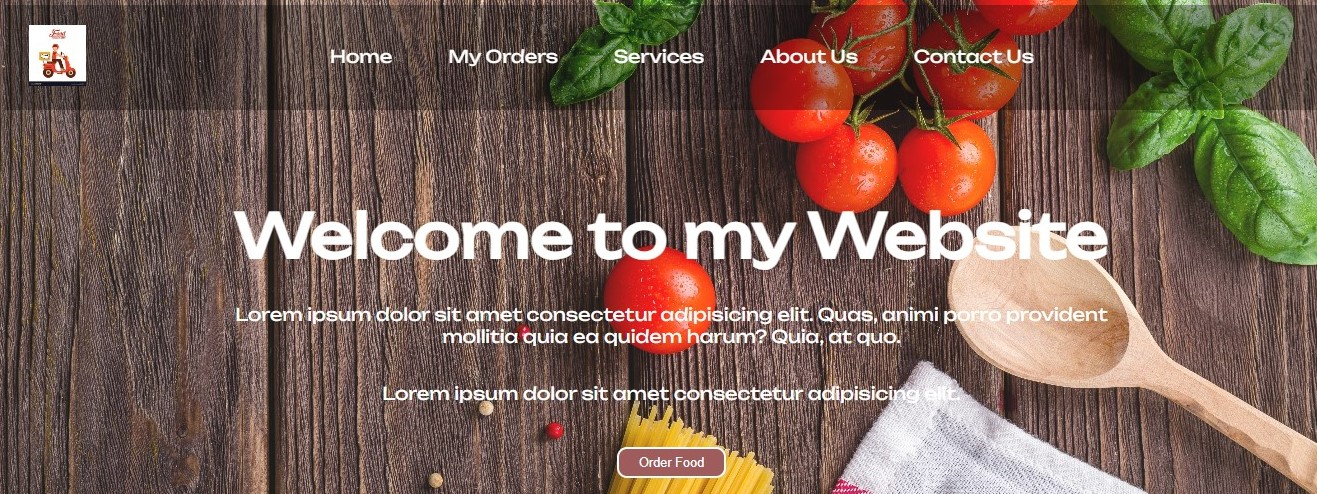 Food
Home My Orders Services About Us Contact Us
Welcome to my Website
Lorem ipsum dolor sit amet consectetur adipisicing elit. Quas, animi porro provident
mollitia quia ea quidem harum? Quia, at quo.
Lorem ipsum dolor sit amet consectetur adipisicing elit.
Order Food